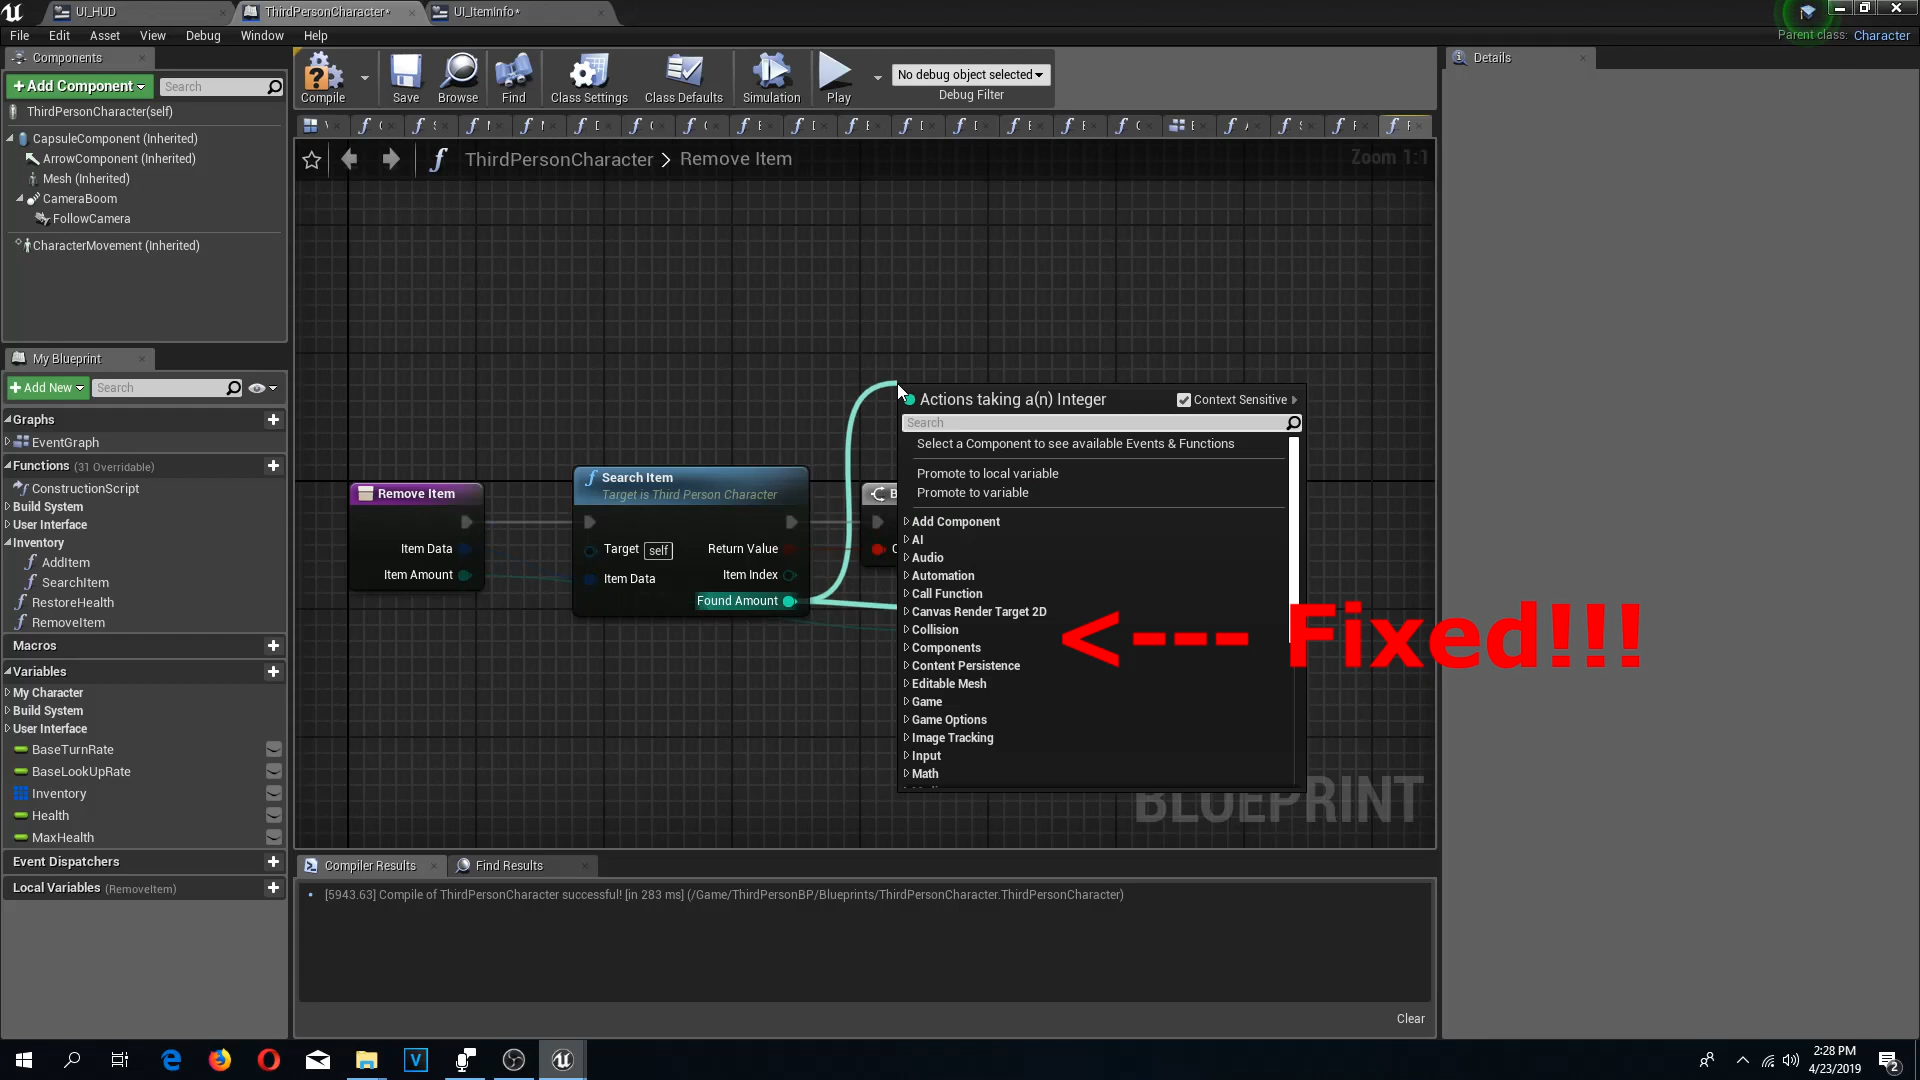 UI_HUD
ThirdPersonCharacter*
UI_ItemInfo*
File Edit Asset View Debug Window Help
Parent class: Character
Components
+Add Component
Search
ThirdPersonCharacter(self)
CapsuleComponent (Inherited)
ArrowComponent (Inherited)
Mesh (Inherited)
CameraBoom
FollowCamera
CharacterMovement (Inherited)
Compile
Save
Browse
Find
Class Settings
Class Defaults
Simulation
Play
No debug object selected
Debug Filter
Details
ThirdPersonCharacter > Remove Item
Zoom 1:1
My Blueprint
+Add New
Search
Graphs
EventGraph
Functions (31 Overridable)
ConstructionScript
Build System
User Interface
Inventory
AddItem
SearchItem
RestoreHealth
RemoveItem
Macros
Variables
My Character
Build System
User Interface
BaseTurnRate
BaseLookUpRate
Inventory
Health
MaxHealth
Event Dispatchers
Local Variables (RemoveItem)
Remove Item
Item Data
Item Amount
Search Item
Target is Third Person Character
Target self
Return Value
Item Data
Item Index
Found Amount
Actions taking a(n) Integer
Context Sensitive
Search
Select a Component to see available Events & Functions
Promote to local variable
Promote to variable
Add Component
AI
Audio
Automation
Call Function
Canvas Render Target 2D
Collision
Components
Content Persistence
Editable Mesh
Game
Game Options
Image Tracking
Input
Math
<--- Fixed!!!
BLUEPRINT
Compiler Results
Find Results
[5943.63] Compile of ThirdPersonCharacter successful! [in 283 ms] (/Game/ThirdPersonBP/Blueprints/ThirdPersonCharacter.ThirdPersonCharacter)
Clear
2:28 PM
4/23/2019
2